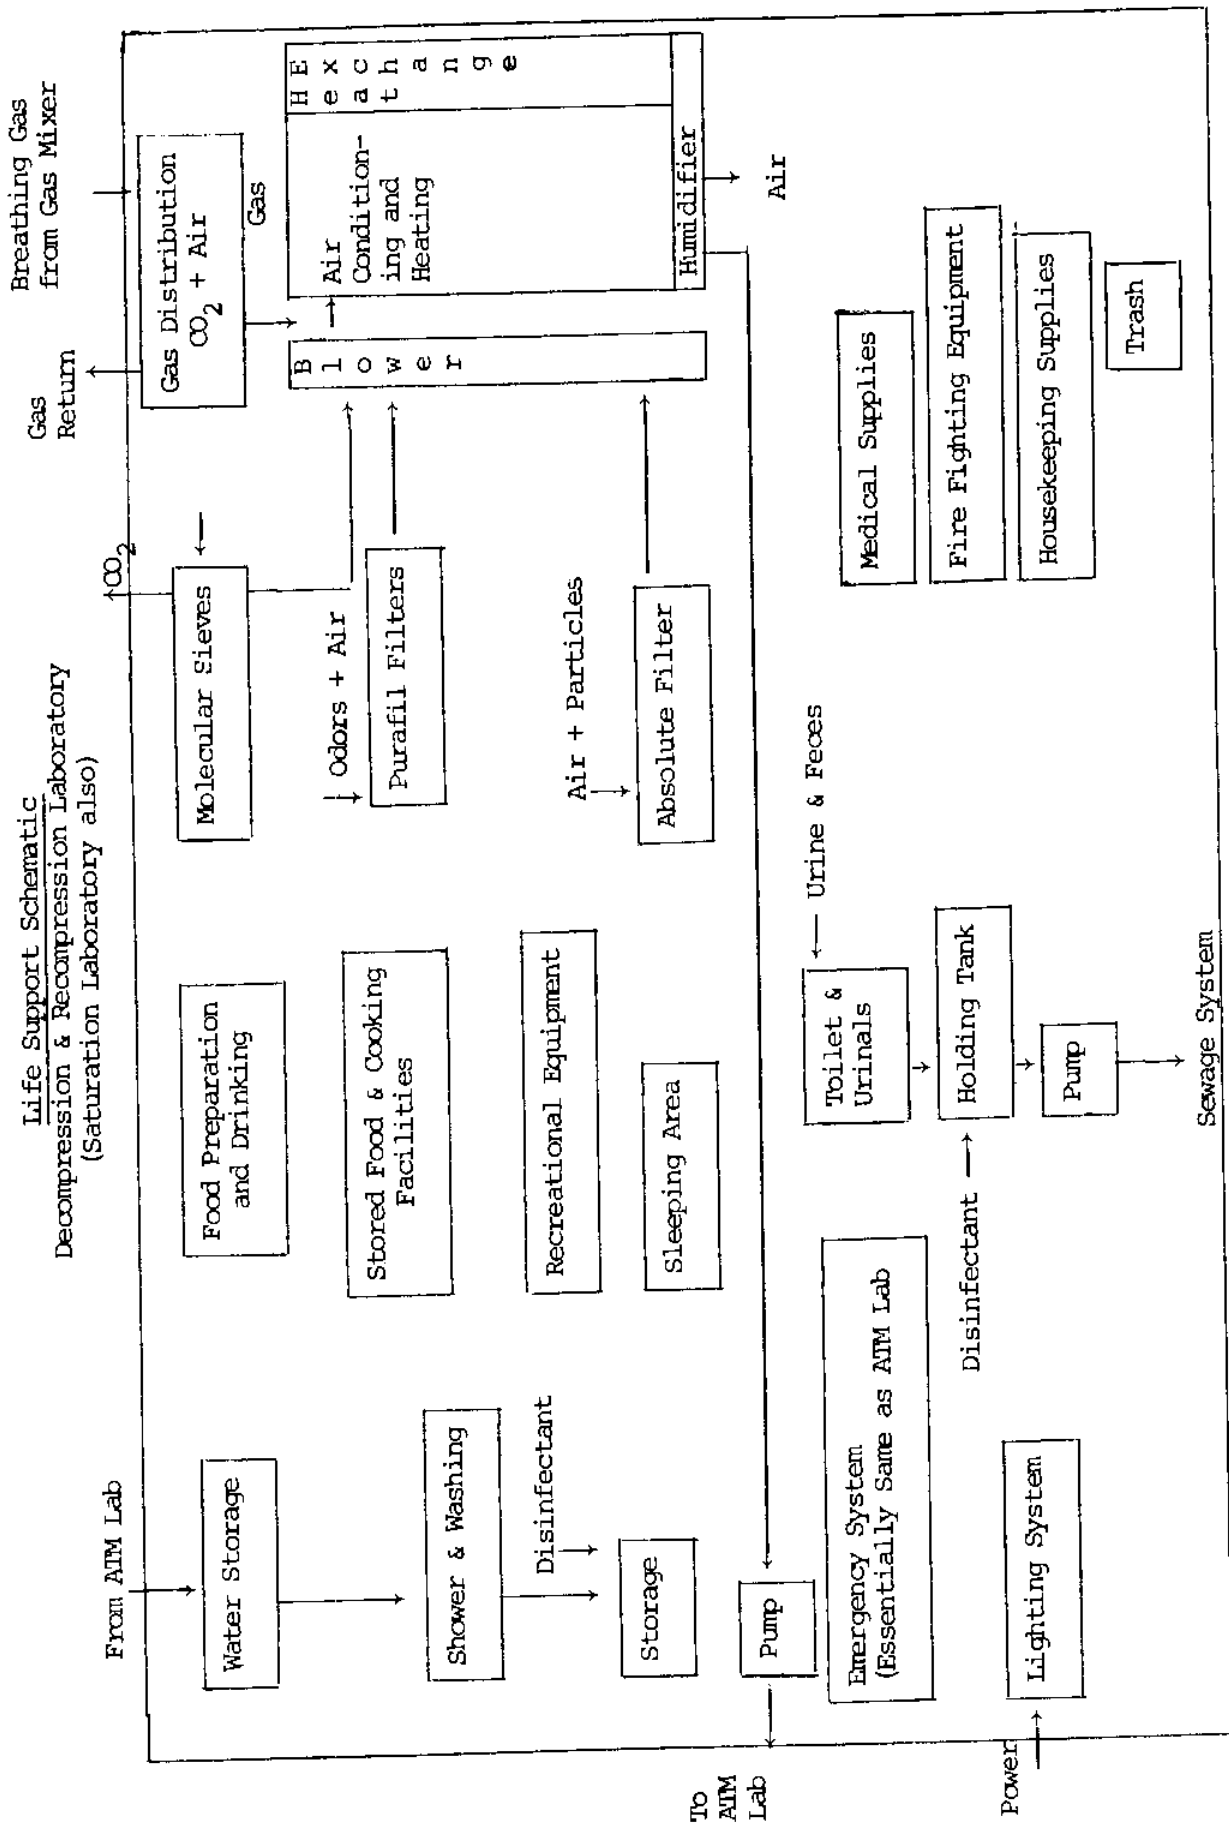 Life Support Schematic
Decompression & Recompression Laboratory
(Saturation Laboratory also)
From ATM Lab
Water Storage
Shower & Washing
Disinfectant
Storage
Pump
To
ATM
Lab
Emergency System
(Essentially Same as ATM Lab
Power
Lighting System
Food Preparation
and Drinking
Stored Food & Cooking
Facilities
Recreational Equipment
Sleeping Area
Urine & Feces
Toilet &
Urinals
Disinfectant
Holding Tank
Pump
Sewage System
CO2
Molecular Sieves
Odors + Air
Purafil Filters
Air + Particles
Absolute Filter
Gas
Return
Breathing Gas
from Gas Mixer
Gas Distribution
CO2 + Air
Gas
Blower
Air
Condition-
ing and
Heating
Heat
Exchange
Humidifier
Air
Medical Supplies
Fire Fighting Equipment
Housekeeping Supplies
Trash